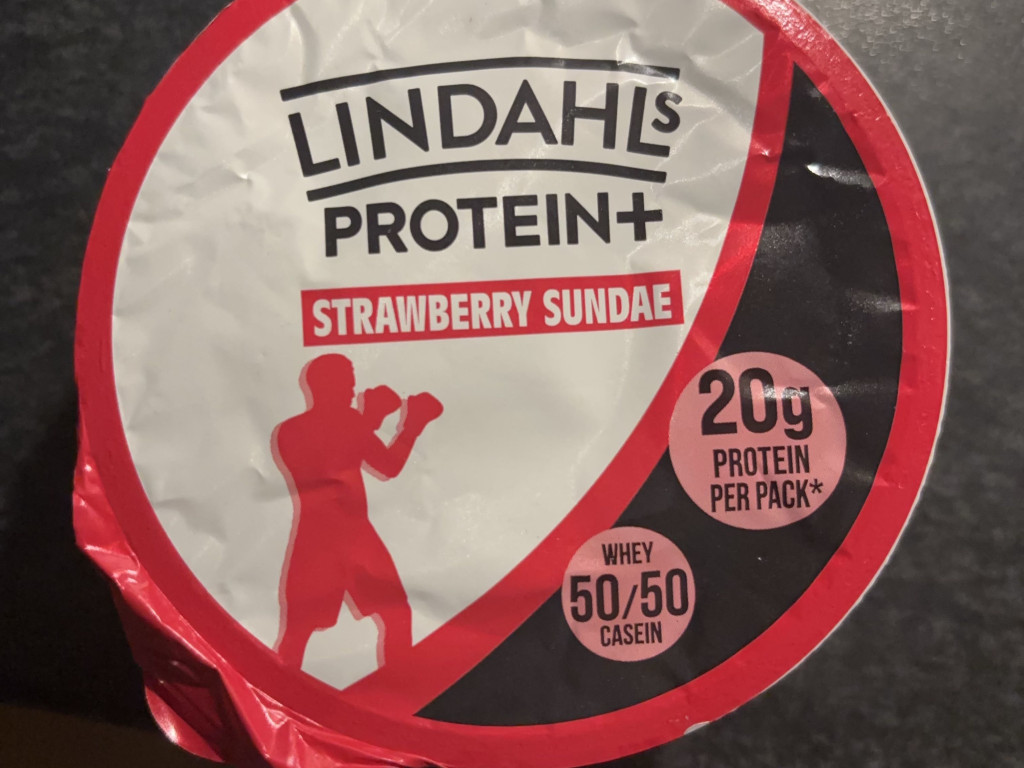 LINDAHLS
PROTEIN+
STRAWBERRY SUNDAE
20g
PROTEIN
PER PACK*
WHEY
50/50
CASEIN